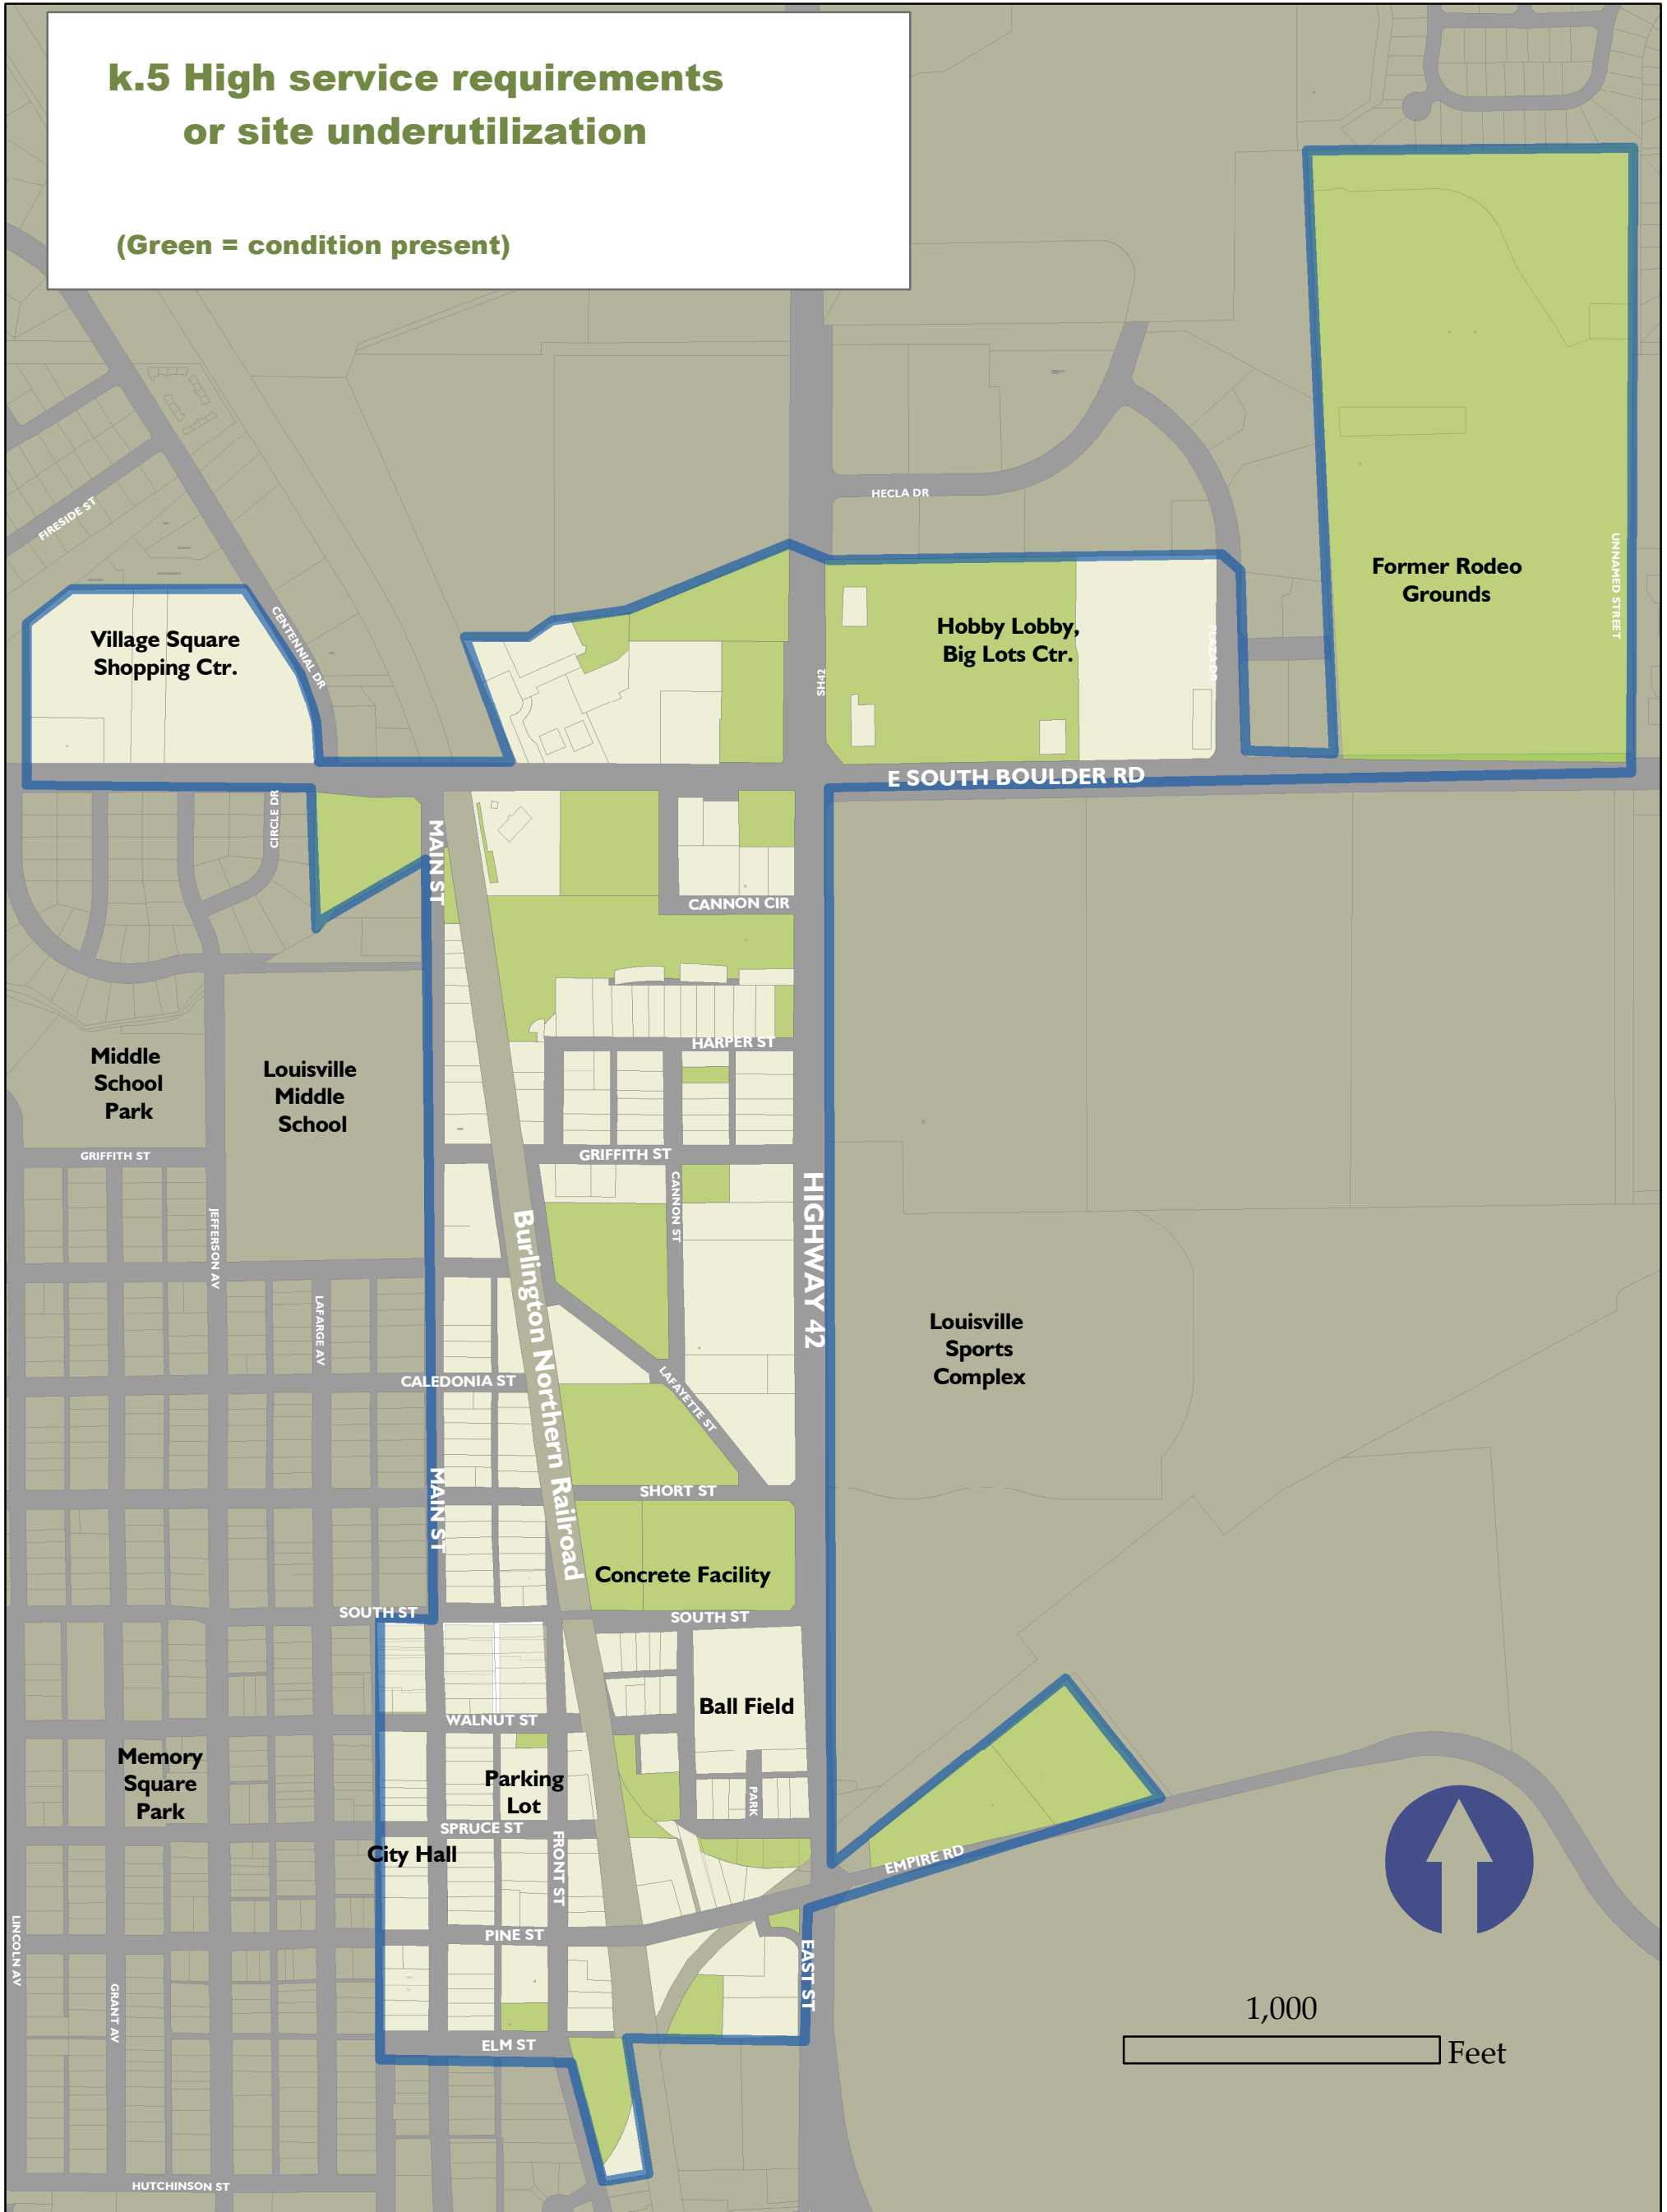 k.5 High service requirements
or site underutilization
(Green = condition present)
HECLA DR
FIRESIDE ST
UNNAMED STREET
Former Rodeo
Grounds
CENTENNIAL DR
Village Square
Shopping Ctr.
Hobby Lobby,
Big Lots Ctr.
PLAZA DR
SH42
E SOUTH BOULDER RD
CIRCLE DR
MAIN ST
CANNON CIR
HARPER ST
Middle
School
Park
Louisville
Middle
School
GRIFFITH ST
GRIFFITH ST
CANNON ST
HIGHWAY 42
JEFFERSON AV
Burlington Northern Railroad
LAFARGE AV
Louisville
Sports
Complex
CALEDONIA ST
LAFAYETTE ST
MAIN ST
SHORT ST
Concrete Facility
SOUTH ST
SOUTH ST
Ball Field
WALNUT ST
Memory
Square
Park
Parking
Lot
PARK
SPRUCE ST
City Hall
FRONT ST
EMPIRE RD
LINCOLN AV
PINE ST
EAST ST
GRANT AV
1,000
Feet
ELM ST
HUTCHINSON ST